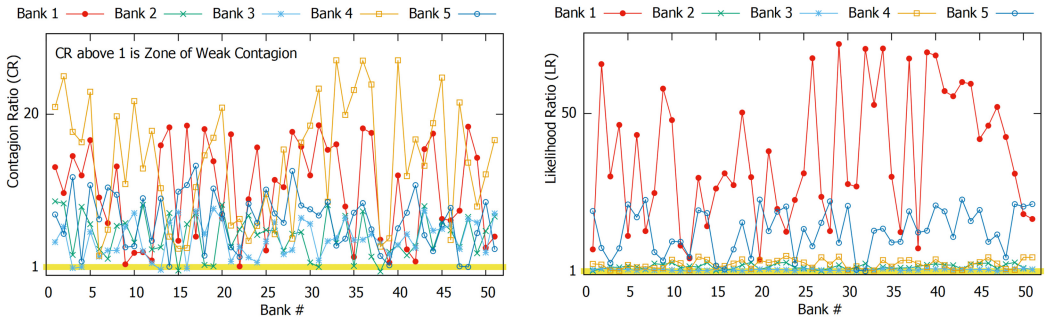 Bank 1 Bank 2 Bank 3 Bank 4 Bank 5
CR above 1 is Zone of Weak Contagion
Contagion Ratio (CR)
20
1
0 5 10 15 20 25 30 35 40 45 50
Bank #
Bank 1 Bank 2 Bank 3 Bank 4 Bank 5
Likelihood Ratio (LR)
50
1
0 5 10 15 20 25 30 35 40 45 50
Bank #